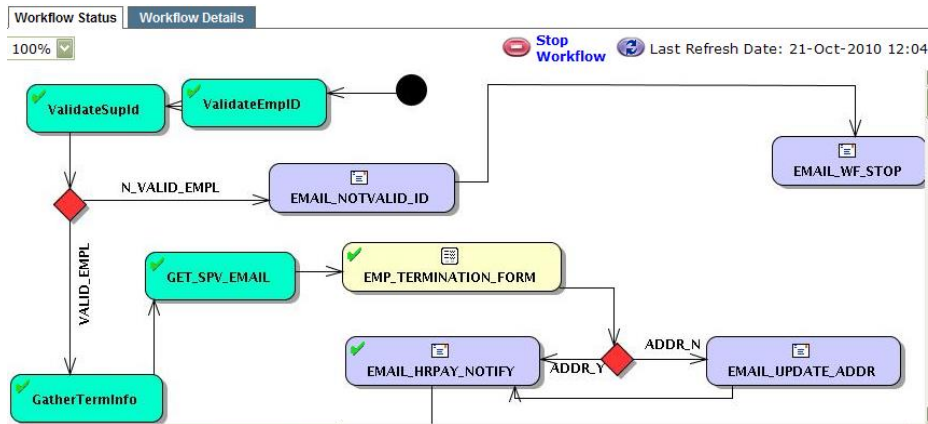 Workflow Status Workflow Details
100% Stop Workflow Last Refresh Date: 21-Oct-2010 12:04
ValidateSupId ValidateEmpID
EMAIL_WF_STOP
N_VALID_EMPL
EMAIL_NOTVALID_ID
VALID_EMPL
GET_SPV_EMAIL
EMP_TERMINATION_FORM
ADDR_N
ADDR_Y
EMAIL_HRPAY_NOTIFY
EMAIL_UPDATE_ADDR
GatherTermInfo